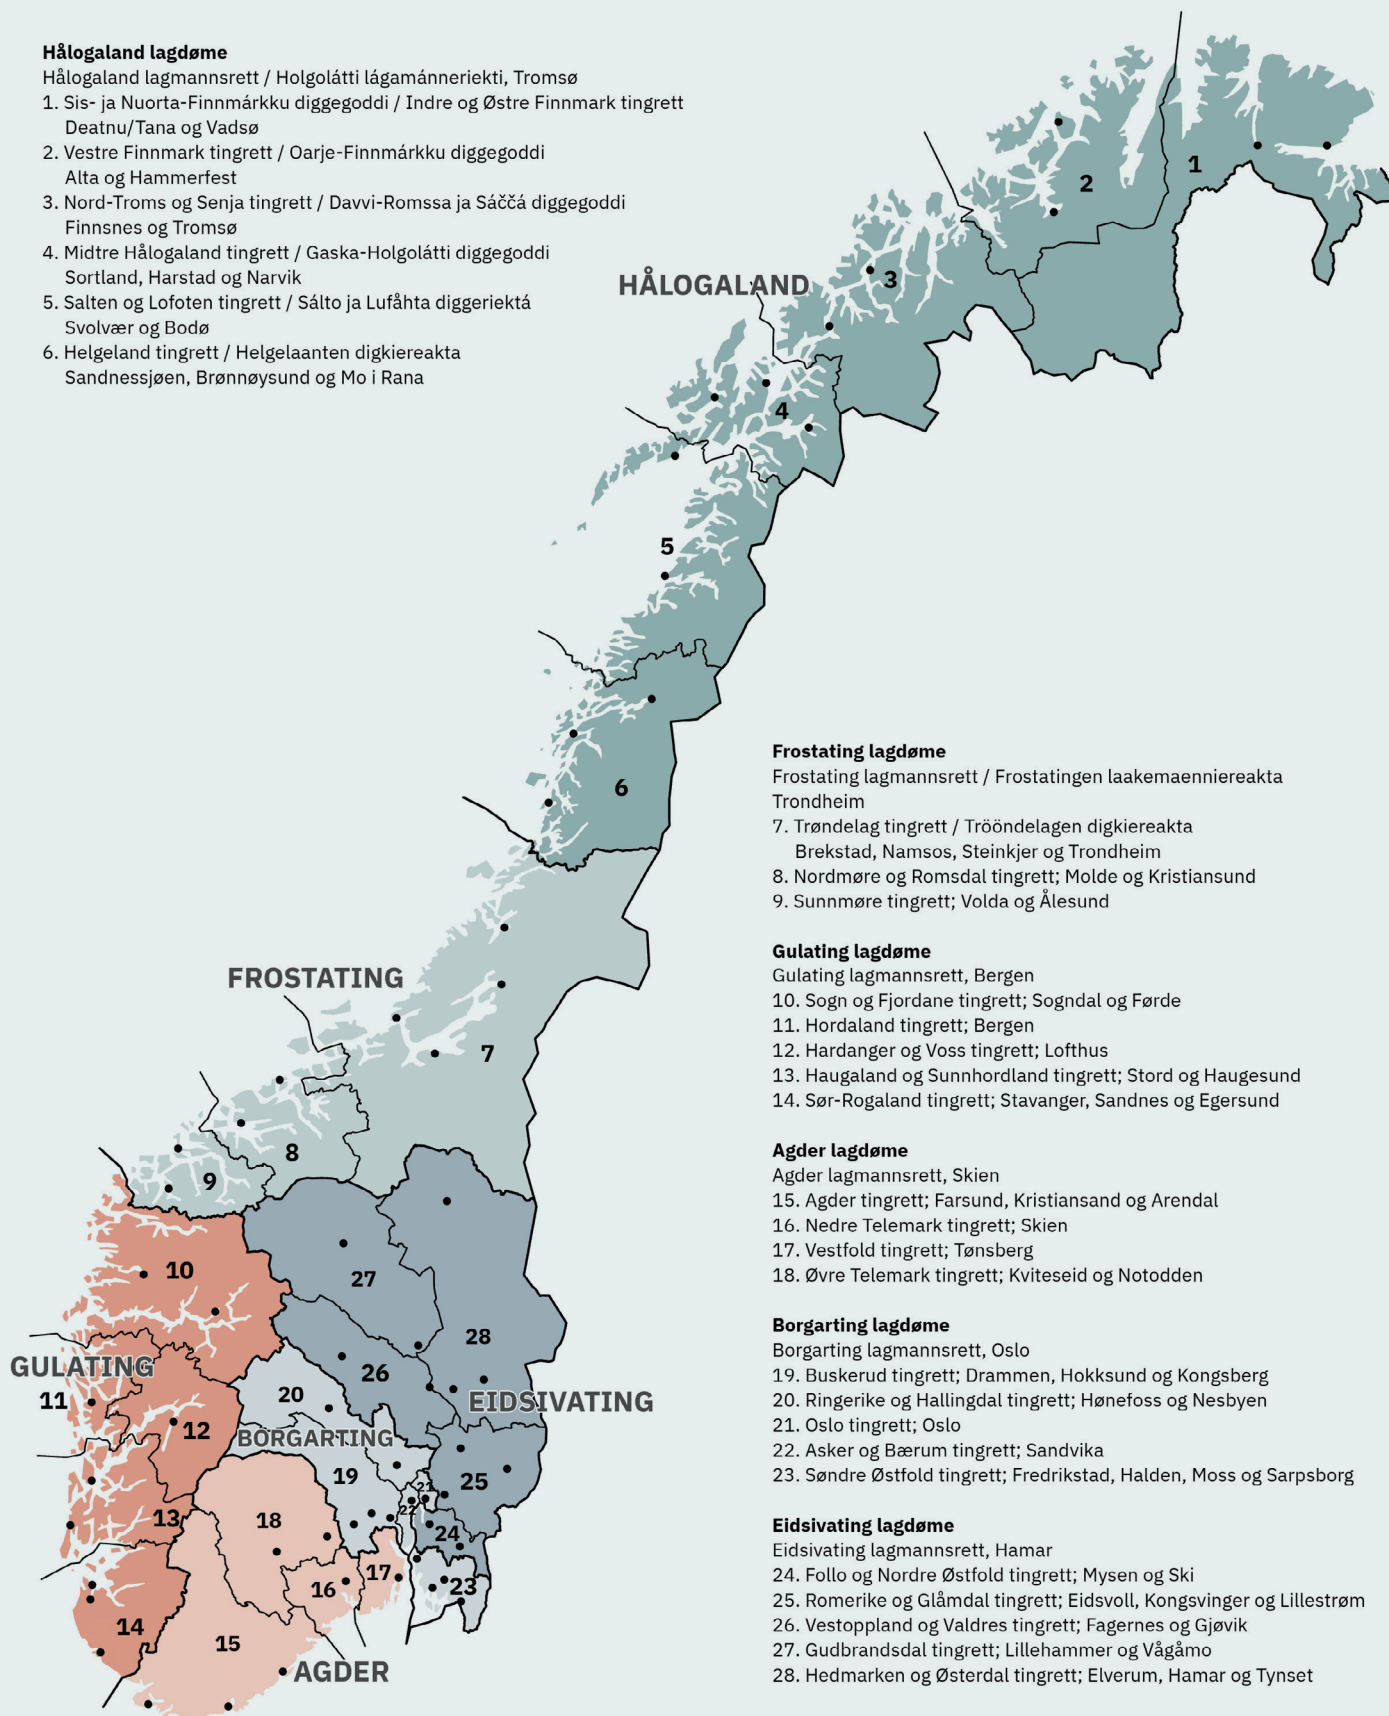 Hålogaland lagdøme
Hålogaland lagmannsrett / Holgolátti lágamánneriekti, Tromsø
1. Sis- ja Nuorta-Finnmárkku diggegoddi / Indre og Østre Finnmark tingrett
Deatnu/Tana og Vadsø
2. Vestre Finnmark tingrett / Oarje-Finnmárkku diggegoddi
Alta og Hammerfest
3. Nord-Troms og Senja tingrett / Davvi-Romssa ja Sáččá diggegoddi
Finnsnes og Tromsø
4. Midtre Hålogaland tingrett / Gaska-Holgolátti diggegoddi
Sortland, Harstad og Narvik
5. Salten og Lofoten tingrett / Sálto ja Lufåhta diggeriektá
Svolvær og Bodø
6. Helgeland tingrett / Helgelaanten digkiereakta
Sandnessjøen, Brønnøysund og Mo i Rana
1
2
3
HÅLOGALAND
4
5
6
Frostating lagdøme
Frostating lagmannsrett / Frostatingen laakemaenniereakta
Trondheim
7. Trøndelag tingrett / Trööndelagen digkiereakta
Brekstad, Namsos, Steinkjer og Trondheim
8. Nordmøre og Romsdal tingrett; Molde og Kristiansund
9. Sunnmøre tingrett; Volda og Ålesund
Gulating lagdøme
Gulating lagmannsrett, Bergen
10. Sogn og Fjordane tingrett; Sogndal og Førde
11. Hordaland tingrett; Bergen
12. Hardanger og Voss tingrett; Lofthus
13. Haugaland og Sunnhordland tingrett; Stord og Haugesund
14. Sør-Rogaland tingrett; Stavanger, Sandnes og Egersund
Agder lagdøme
Agder lagmannsrett, Skien
15. Agder tingrett; Farsund, Kristiansand og Arendal
16. Nedre Telemark tingrett; Skien
17. Vestfold tingrett; Tønsberg
18. Øvre Telemark tingrett; Kviteseid og Notodden
Borgarting lagdøme
Borgarting lagmannsrett, Oslo
19. Buskerud tingrett; Drammen, Hokksund og Kongsberg
20. Ringerike og Hallingdal tingrett; Hønefoss og Nesbyen
21. Oslo tingrett; Oslo
22. Asker og Bærum tingrett; Sandvika
23. Søndre Østfold tingrett; Fredrikstad, Halden, Moss og Sarpsborg
Eidsivating lagdøme
Eidsivating lagmannsrett, Hamar
24. Follo og Nordre Østfold tingrett; Mysen og Ski
25. Romerike og Glåmdal tingrett; Eidsvoll, Kongsvinger og Lillestrøm
26. Vestoppland og Valdres tingrett; Fagernes og Gjøvik
27. Gudbrandsdal tingrett; Lillehammer og Vågåmo
28. Hedmarken og Østerdal tingrett; Elverum, Hamar og Tynset
FROSTATING
7
8
9
10
27
28
GULATING
26
20
11
EIDSIVATING
12
BORGARTING
19
25
21
22
13
18
24
17
16
23
14
15
AGDER